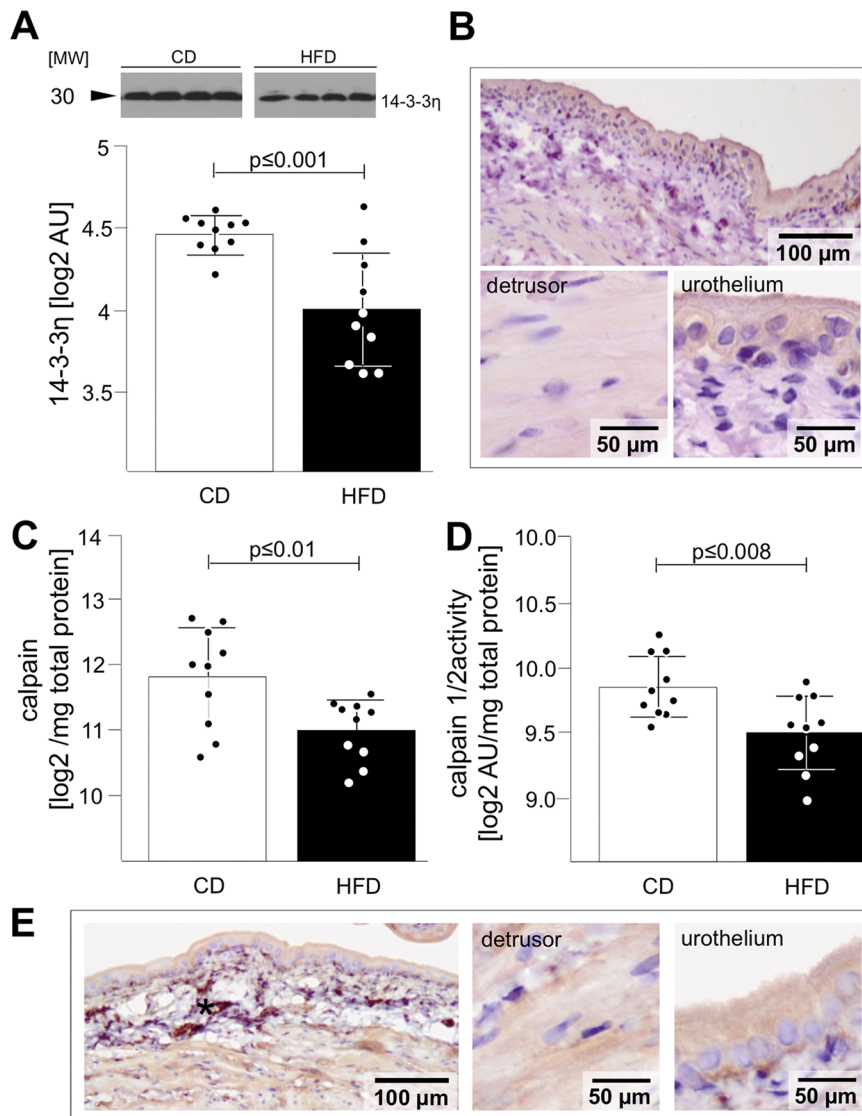 A
[MW] CD HFD
30 14-3-3η
5
p≤0.001
4.5
4
3.5
14-3-3η [log2 AU]
CD HFD
B
100 µm
detrusor urothelium
50 µm 50 µm
C
14
p≤0.01
13
12
11
10
calpain
[log2 /mg total protein]
CD HFD
D
10.0
p≤0.008
10.5
10.0
9.5
9.0
calpain 1/2activity
[log2 AU/mg total protein]
CD HFD
E
detrusor urothelium
*
100 µm 50 µm 50 µm